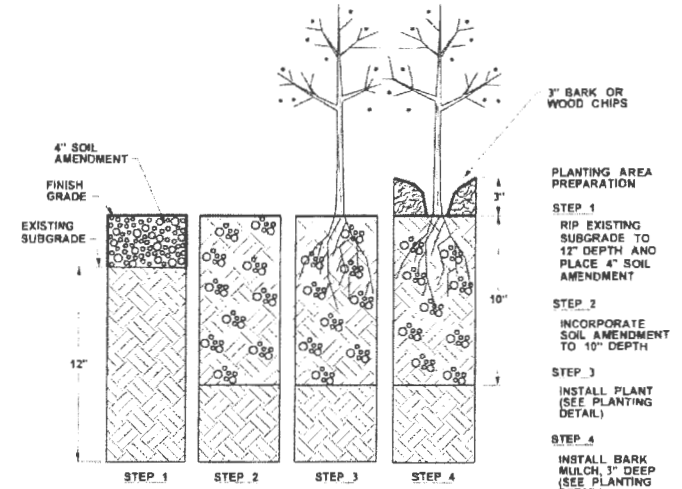 3" BARK OR
WOOD CHIPS
4" SOIL
AMENDMENT
FINISH
GRADE
EXISTING
SUBGRADE
12"
3"
10"
STEP 1
STEP 2
STEP 3
STEP 4
PLANTING AREA
PREPARATION
STEP 1
RIP EXISTING
SUBGRADE TO
12" DEPTH AND
PLACE 4" SOIL
AMENDMENT
STEP 2
INCORPORATE
SOIL AMENDMENT
TO 10" DEPTH
STEP 3
INSTALL PLANT
(SEE PLANTING
DETAIL)
STEP 4
INSTALL BARK
MULCH, 3" DEEP
(SEE PLANTING